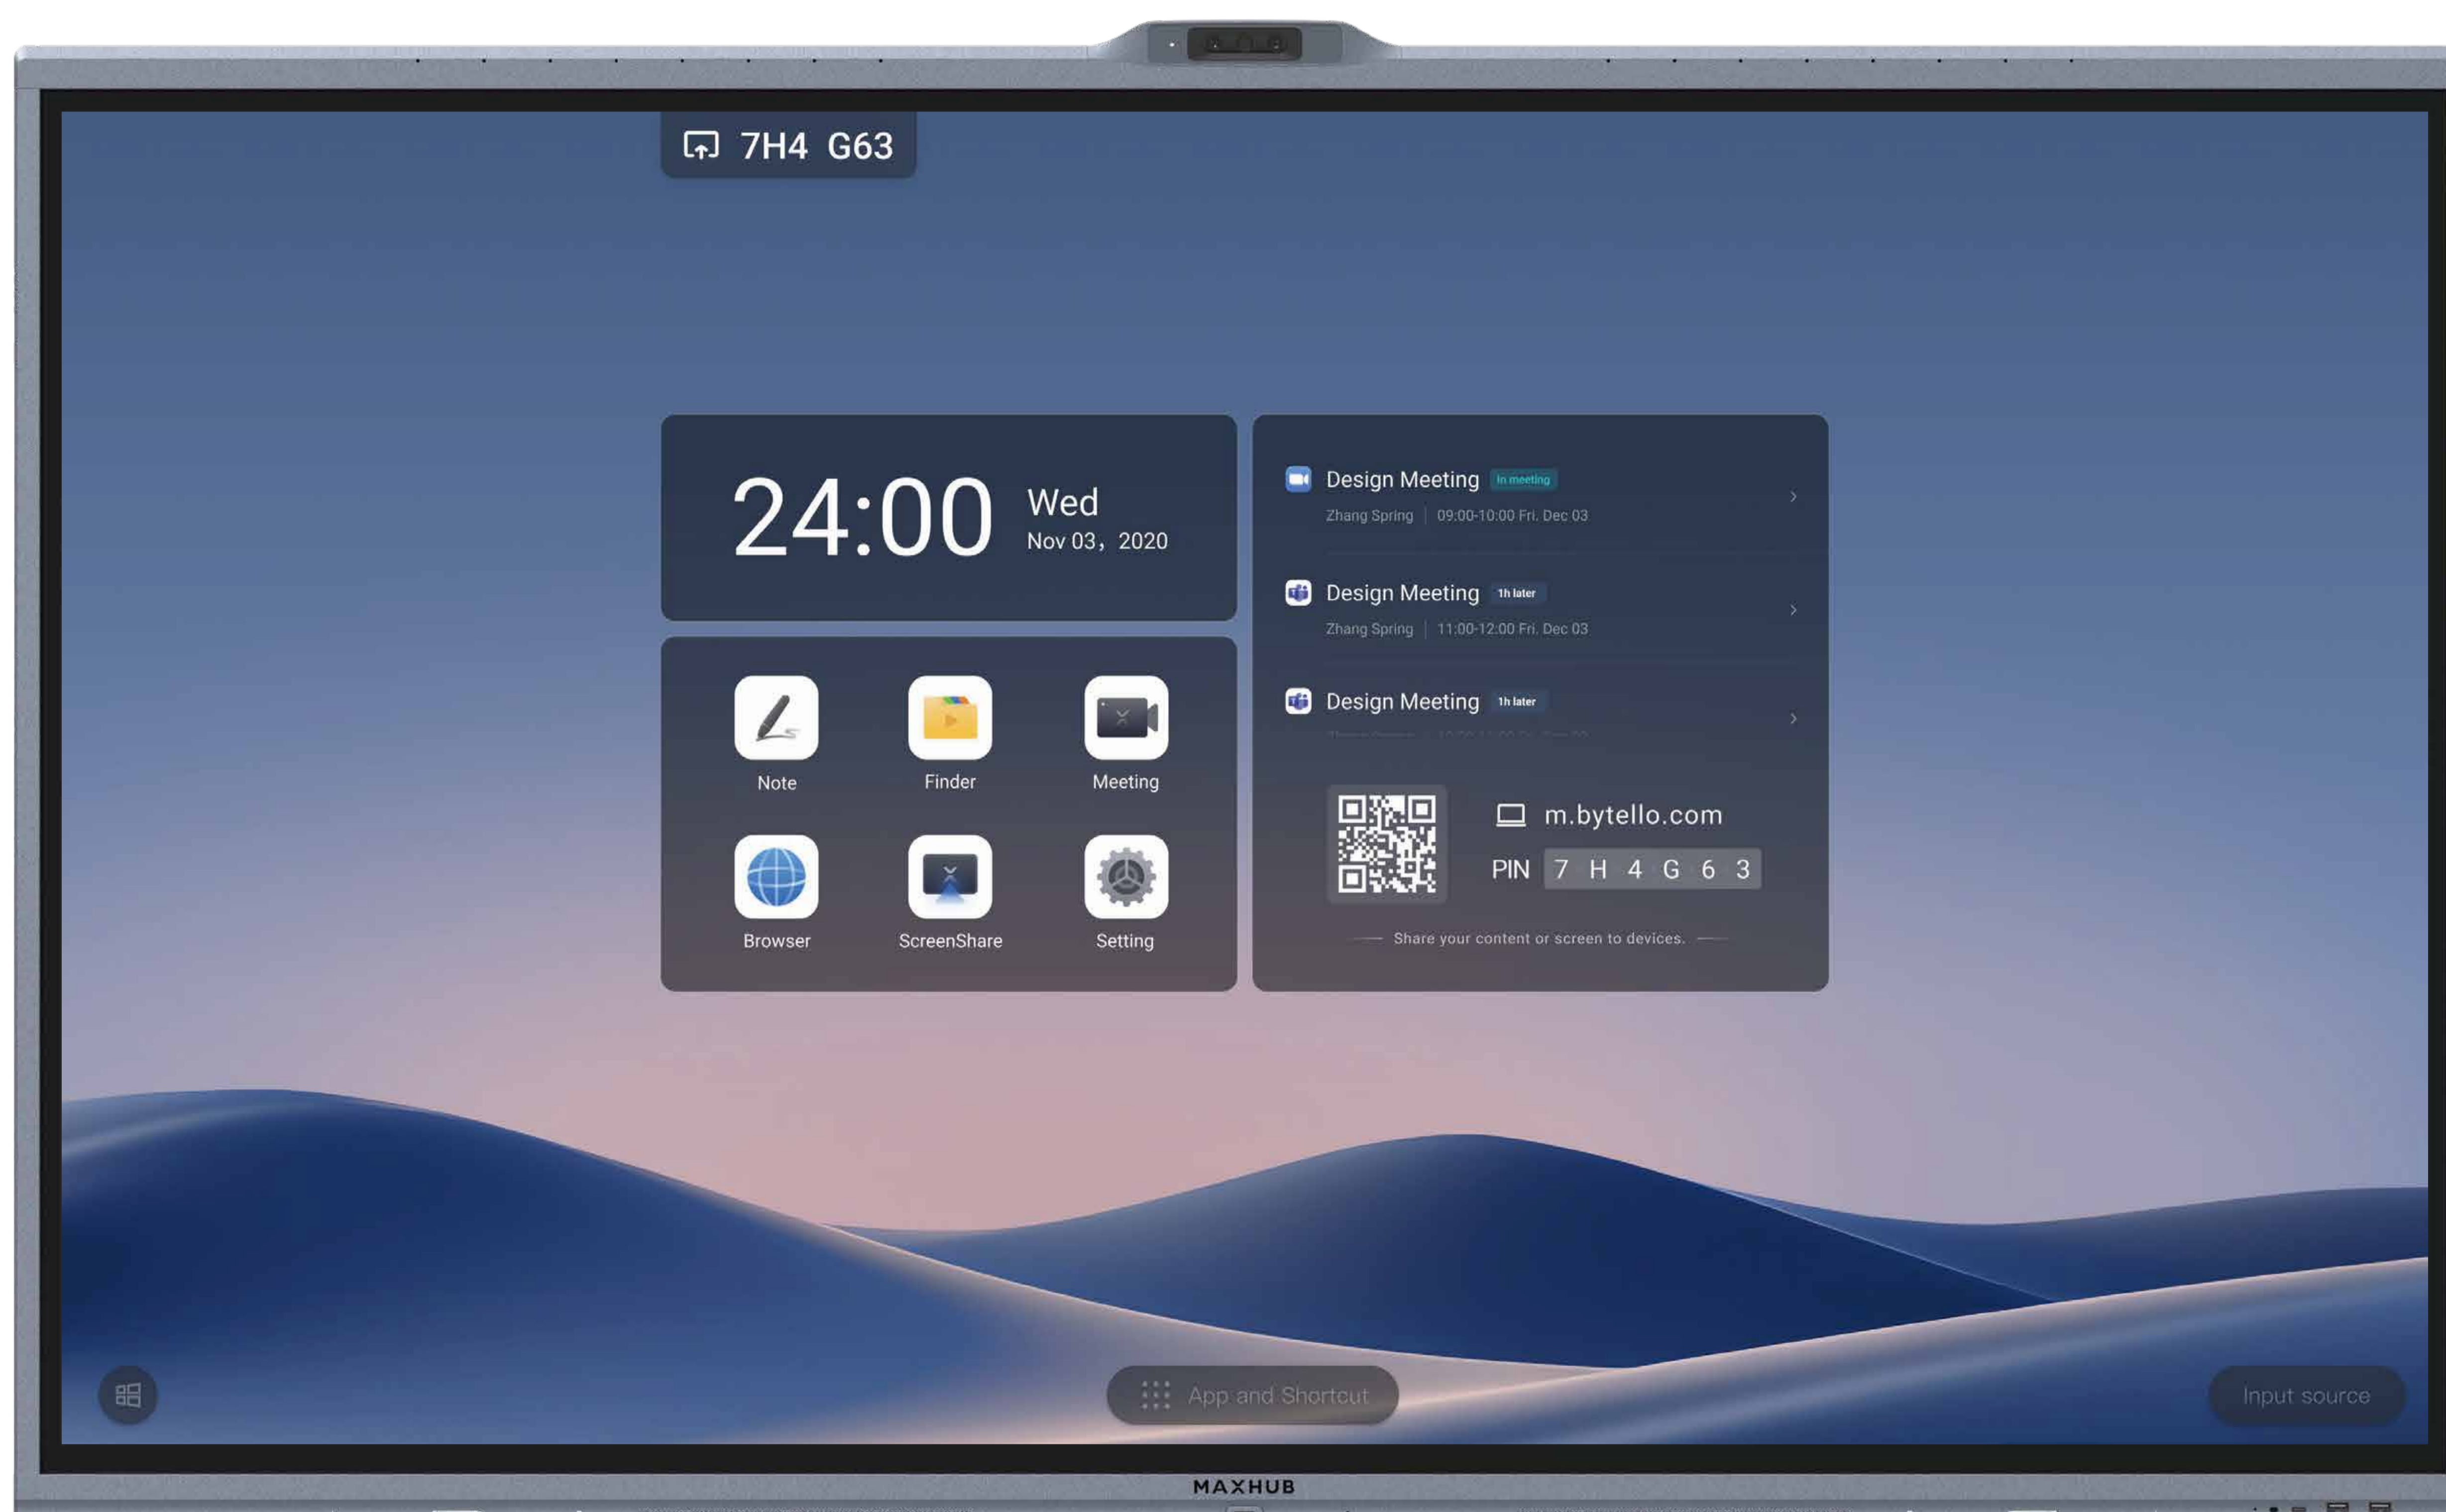 7H4 G63
24:00
Wed
Nov 03, 2020
Note
Finder
Meeting
Browser
ScreenShare
Setting
Design Meeting In meeting
Zhang Spring | 09:00-10:00 Fri. Dec 03
Design Meeting 1h later
Zhang Spring | 11:00-12:00 Fri. Dec 03
Design Meeting 1h later
m.bytello.com
PIN 7 H 4 G 6 3
Share your content or screen to devices.
App and Shortcut
Input source
MAXHUB